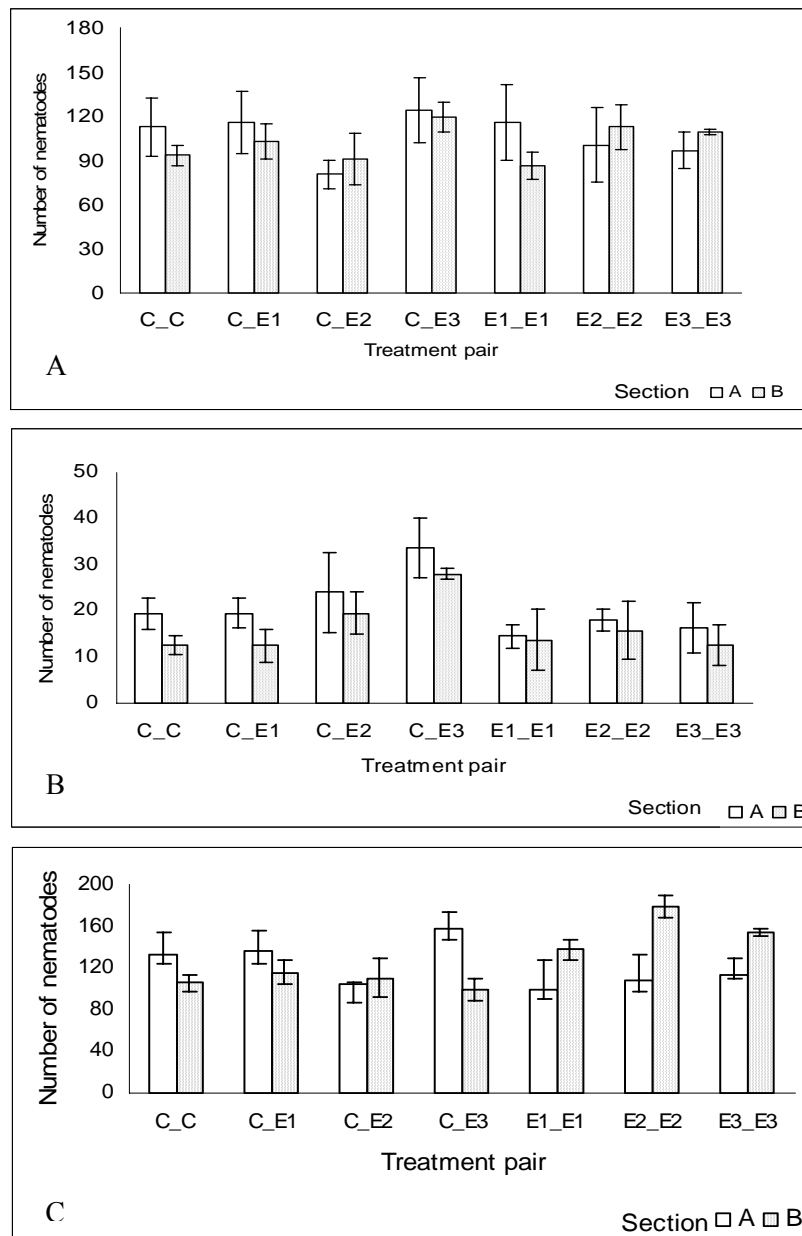 180
150
120
90
60
30
0
Number of nematodes
C_C C_E1 C_E2 C_E3 E1_E1 E2_E2 E3_E3
Treatment pair
A
Section A B
50
40
30
20
10
0
Number of nematodes
C_C C_E1 C_E2 C_E3 E1_E1 E2_E2 E3_E3
Treatment pair
B
Section A B
200
160
120
80
40
0
Number of nematodes
C_C C_E1 C_E2 C_E3 E1_E1 E2_E2 E3_E3
Treatment pair
C
Section A B